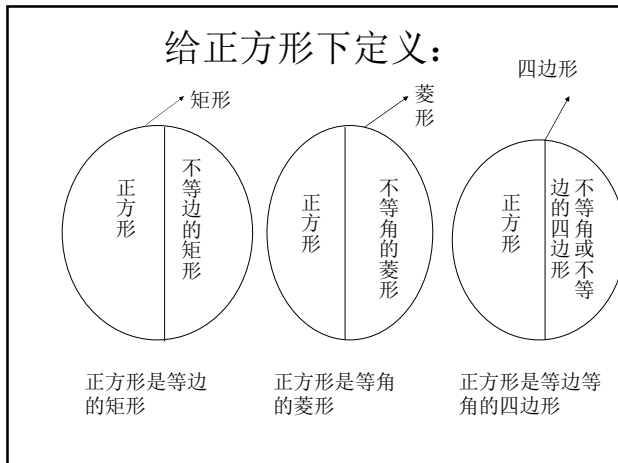 给正方形下定义：
矩形
菱形
四边形
正方形
不等边的矩形
正方形
不等角的菱形
正方形
不等角或不等
边的四边形
正方形是等边
的矩形
正方形是等角
的菱形
正方形是等边等
角的四边形